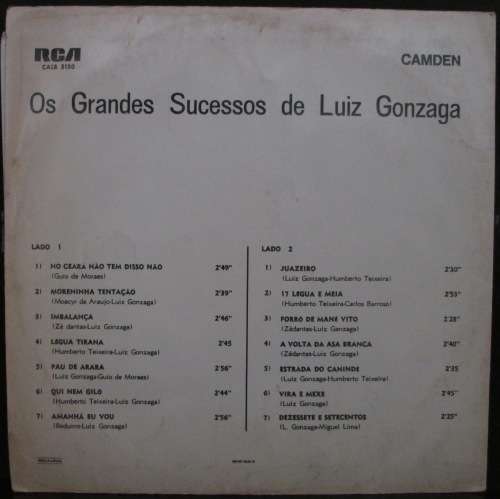 RCA
CALB 5150
CAMDEN
Os Grandes Sucessos de Luiz Gonzaga
LADO 1
1) NO CEARÁ NÃO TEM DISSO NÃO 2'49"
(Guio de Moraes)
2) MORENINHA TENTAÇÃO 2'39"
(Moacyr de Araujo-Luiz Gonzaga)
3) IMBALANÇA 2'46"
(Zé dantas-Luiz Gonzaga)
4) LEGUA TIRANA 2'45
(Humberto Teixeira-Luiz Gonzaga)
5) PAU DE ARARA 2'56"
(Luiz Gonzaga-Guio de Moraes)
6) QUI NEM GILÓ 2'44"
(Humberto Teixeira-Luiz Gonzaga)
7) AMANHÃ EU VOU 2'56"
(Beduino-Luiz Gonzaga)
LADO 2
1) JUAZEIRO 2'30"
(Luiz Gonzaga-Humberto Teixeira)
2) 17 LEGUA E MEIA 2'53"
(Humberto Teixeira-Carlos Barroso)
3) FORRÓ DE MANE VITO 2'28"
(Zédantas-Luiz Gonzaga)
4) A VOLTA DA ASA BRANCA 2'40"
(Zédantas-Luiz Gonzaga)
5) ESTRADA DO CANINDE 2'35
(Luiz Gonzaga-Humberto Teixeira)
6) VIRA E MEXE 2'45"
(Luiz Gonzaga)
7) DEZESSETE E SETECENTOS 2'25"
(L. Gonzaga-Miguel Lima)